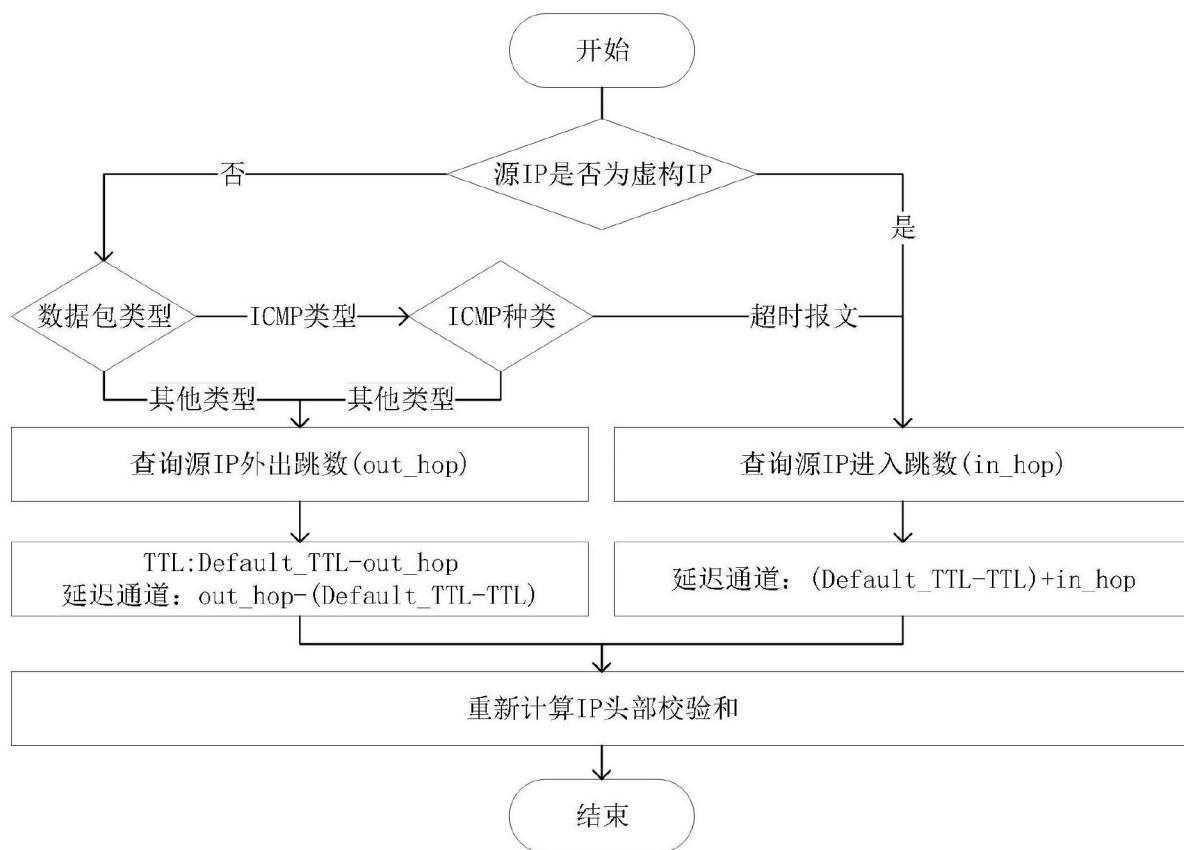 开始
源IP是否为虚构IP
否
是
数据包类型
ICMP类型
ICMP种类
超时报文
其他类型
其他类型
查询源IP外出跳数(out_hop)
查询源IP进入跳数(in_hop)
TTL:Default_TTL-out_hop
延迟通道：out_hop-(Default_TTL-TTL)
延迟通道：(Default_TTL-TTL)+in_hop
重新计算IP头部校验和
结束